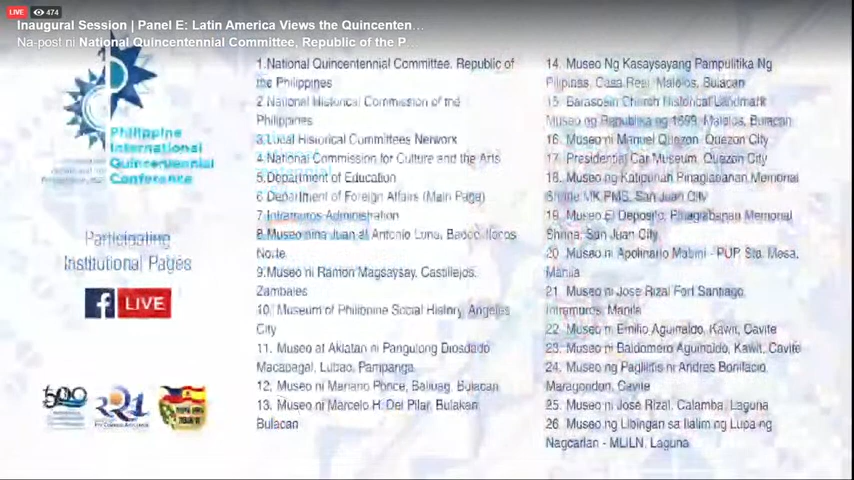 LIVE 474
Inaugural Session | Panel E: Latin America Views the Quincenten...
Na-post ni National Quincentennial Committee, Republic of the P...
Philippine
International
Quincentennial
Conference
Participating
Institutional Pages
f LIVE
500
1.National Quincentennial Committee. Republic of
the Philippines
2.National Historical Commission of the
Philippines
3.Local Historical Committees Network
4.National Commission for Culture and the Arts
5.Department of Education
6 Department of Foreign Affairs (Main Page)
7 Intramuros Administration
8.Museo nina Juan at Antonio Luna, Badoc, Ilocos
Norte
9.Museo ni Ramon Magsaysay, Castillejos,
Zambales
10. Museum of Philippine Social History, Angeles
City
11. Museo at Aklatan ni Pangulong Diosdado
Macapagal, Lubao, Pampanga
12. Museo ni Mariano Ponce, Baliuag, Bulacan
13. Museo ni Marcelo H. Del Pilar, Bulakan,
Bulacan
14. Museo Ng Kasaysayang Pampulitika Ng
Pilipinas, Casa Real, Malolos, Bulacan
15. Barasoain Church Historical Landmark
Museo ng Republika ng 1899, Malolos, Bulacan
16. Museo ni Manuel Quezon, Quezon City
17. Presidential Car Museum, Quezon City
18. Museo ng Katipunan Pinaglabanan Memorial
Shrine MK PMS, San Juan City
19. Museo El Deposito, Pinaglabanan Memorial
Shrine, San Juan City
20 Museo ni Apolinario Mabini - PUP, Sta. Mesa,
Manila
21 Museo ni Jose Rizal Fort Santiago,
Intramuros, Manila
22 Museo ni Emilio Aguinaldo, Kawit, Cavite
23. Museo ni Baldomero Aguinaldo, Kawit, Cavite
24. Museo ng Paglilitis ni Andres Bonifacio,
Maragondon, Cavite
25. Museo ni José Rizal, Calamba, Laguna
26 Museo ng Libingan sa Ilalim ng Lupa ng
Nagcarlan - MLILN, Laguna